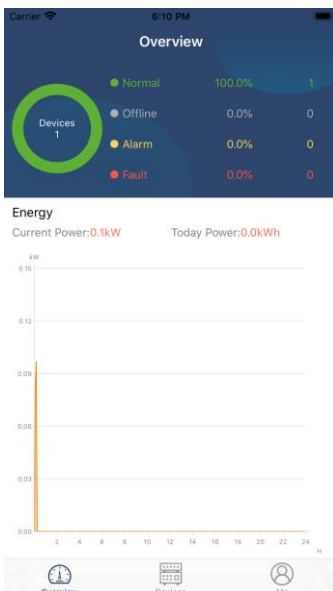 Carrier 6:10 PM
Overview
Devices
1
Normal 100.0% 1
Offline 0.0% 0
Alarm 0.0% 0
Fault 0.0% 0
Energy
Current Power:0.1kW Today Power:0.0kWh
kW
0.15
0.12
0.09
0.06
0.03
0.00
2 4 6 8 10 12 14 16 18 20 22 24
H
Overview Devices Me